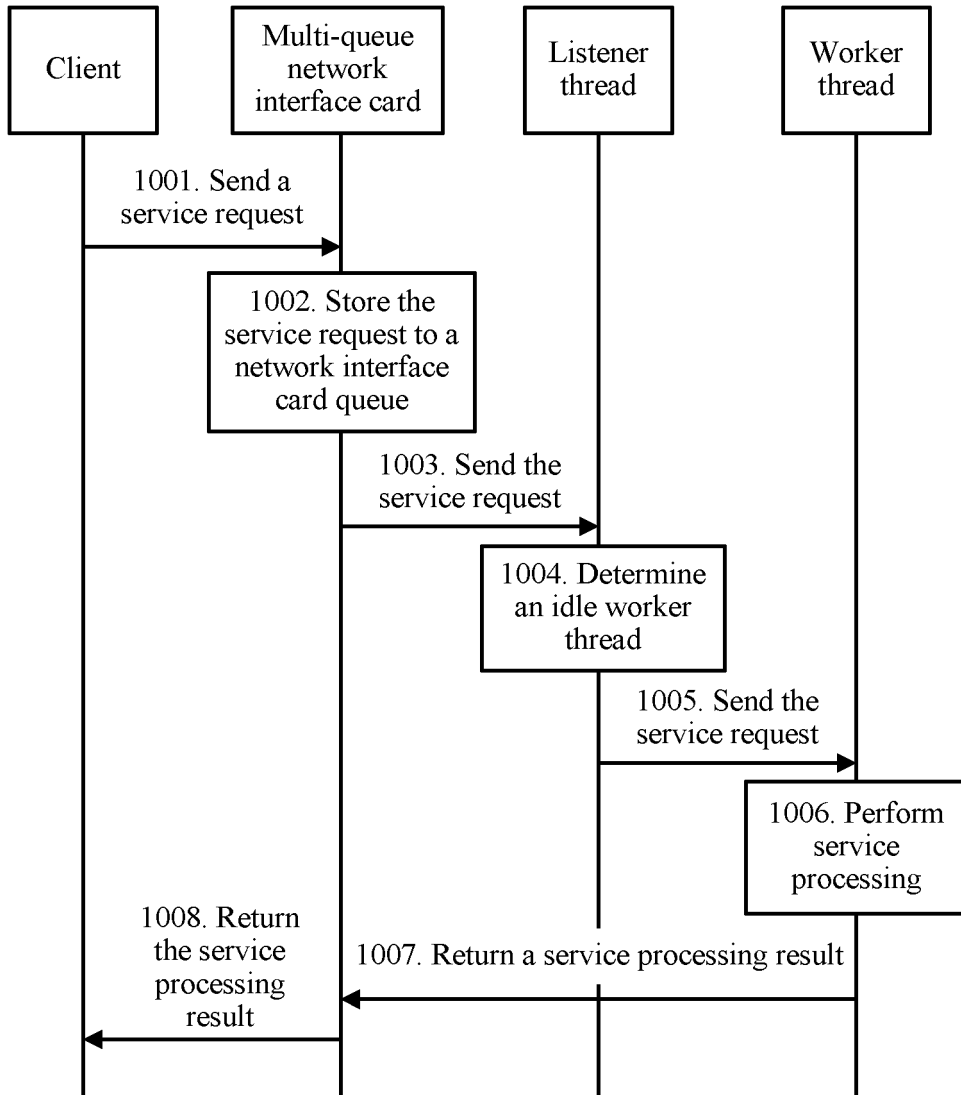 Client
Multi-queue
network
interface card
Listener
thread
Worker
thread
1001. Send a
service request
1002. Store the
service request to a
network interface
card queue
1003. Send the
service request
1004. Determine
an idle worker
thread
1005. Send the
service request
1006. Perform
service
processing
1007. Return a service processing result
1008. Return
the service
processing
result